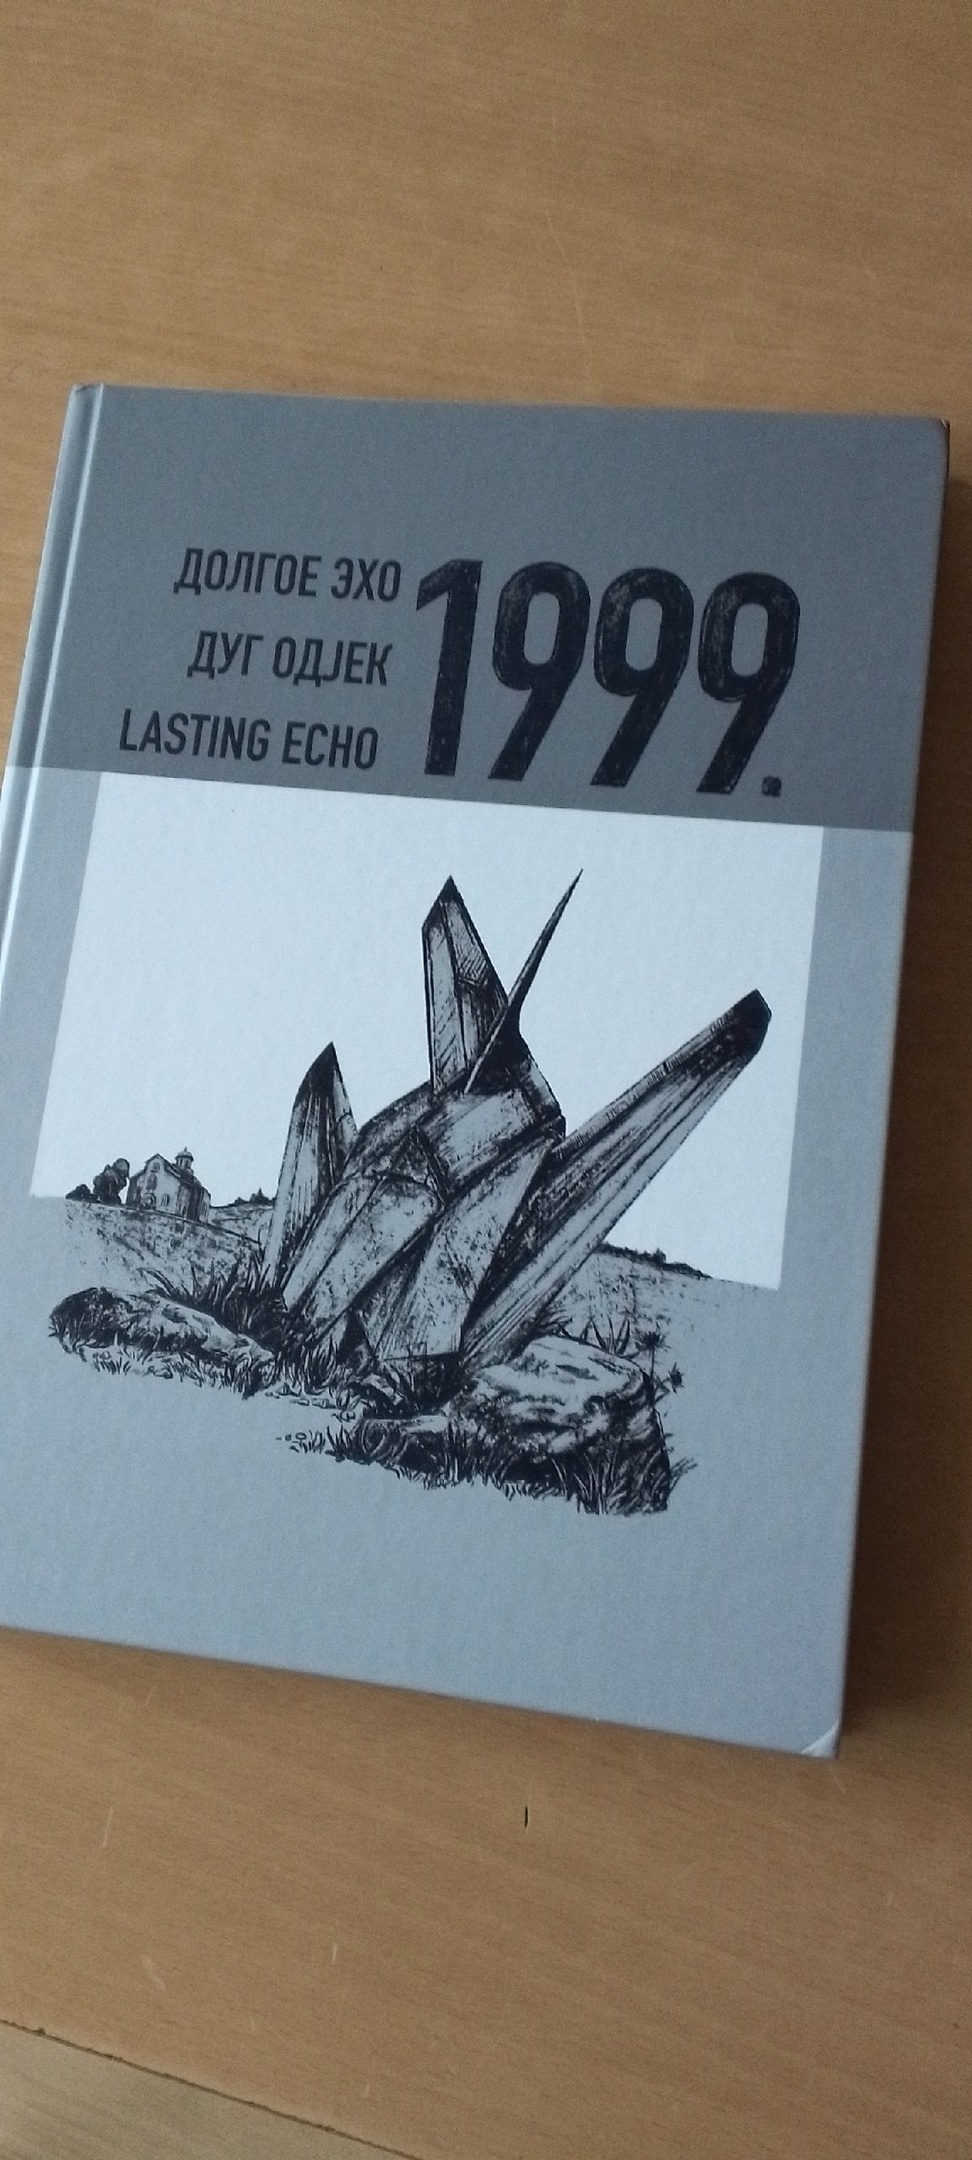 ДОЛГОЕ ЭХО
ДУГ ОДЈЕК
LASTING ECHO
1999.